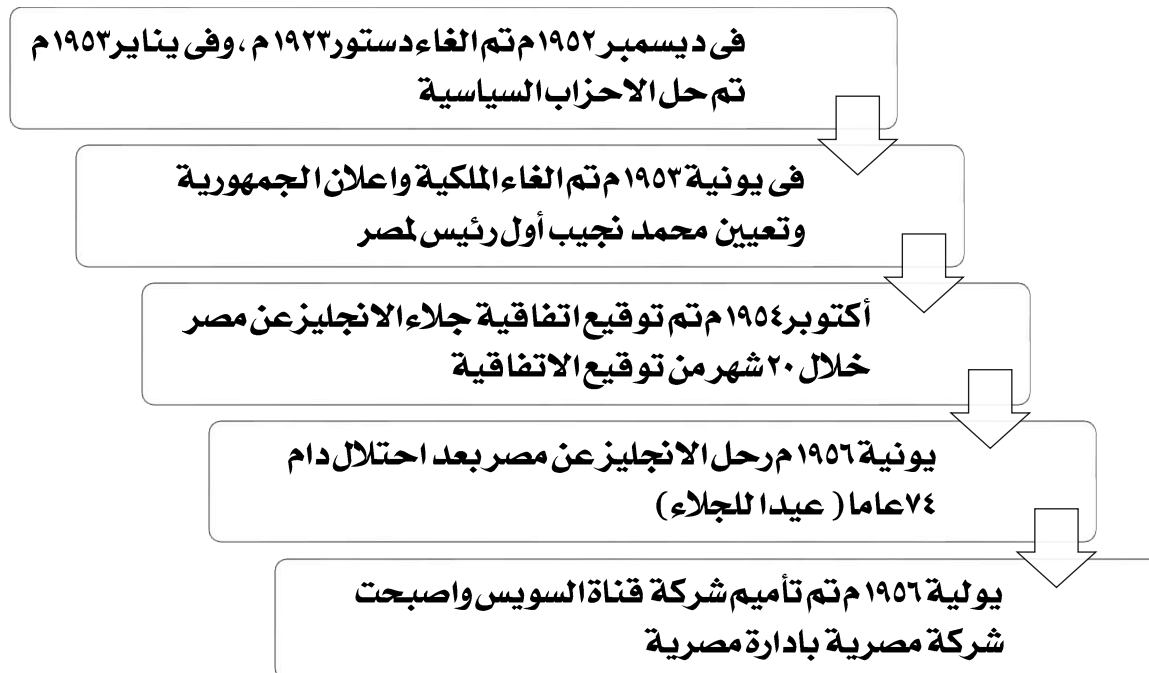 فى ديسمبر ١٩٥٢م تم الغاء دستور ١٩٢٣م ، وفى يناير ١٩٥٣م
تم حل الاحزاب السياسية
فى يونية ١٩٥٣م تم الغاء الملكية واعلان الجمهورية
وتعيين محمد نجيب أول رئيس لمصر
أكتوبر ١٩٥٤م تم توقيع اتفاقية جلاء الانجليز عن مصر
خلال ٢٠ شهر من توقيع الاتفاقية
يونية ١٩٥٦م رحل الانجليز عن مصر بعد احتلال دام
٧٤ عاما ( عيدا للجلاء)
يولية ١٩٥٦م تم تأميم شركة قناة السويس واصبحت
شركة مصرية بادارة مصرية